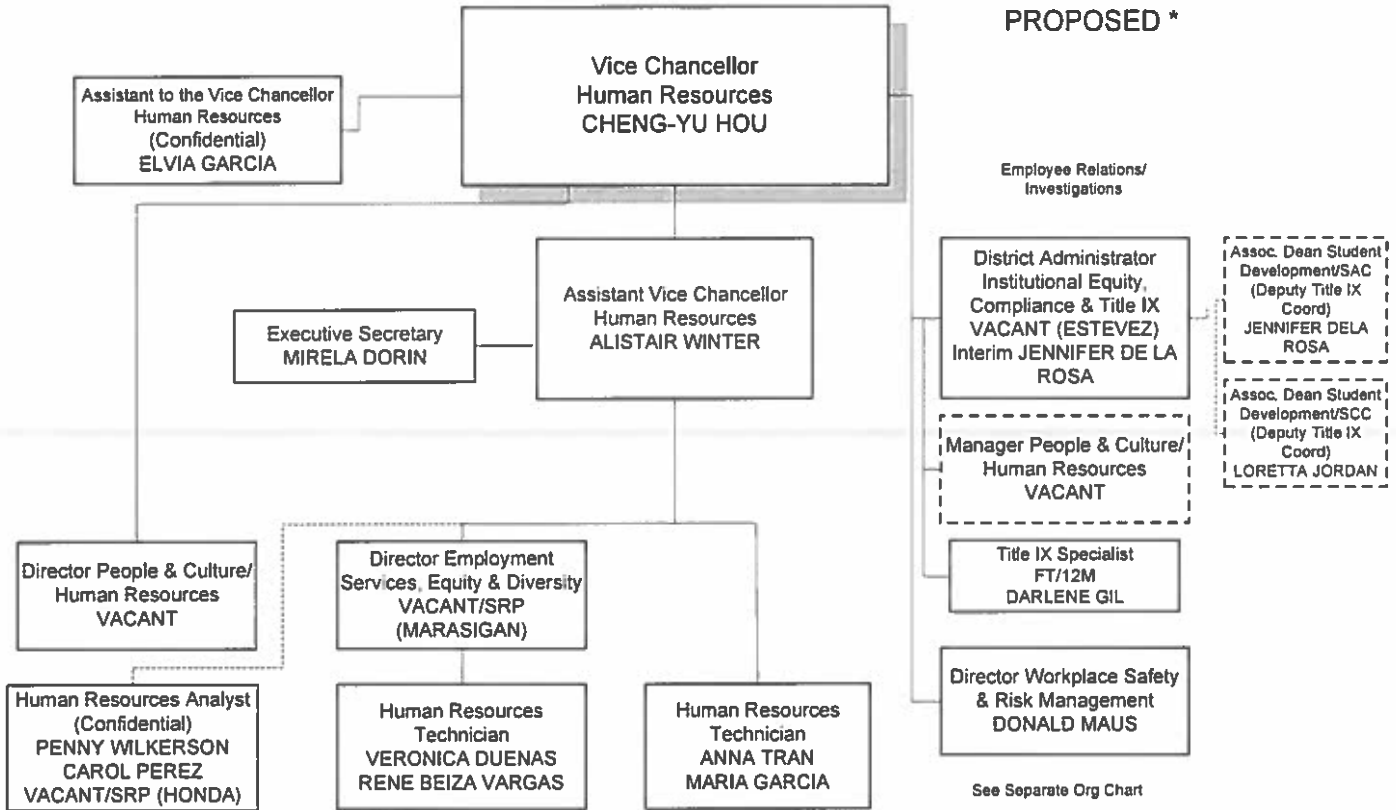 PROPOSED *
Vice Chancellor
Human Resources
CHENG-YU HOU
Assistant to the Vice Chancellor
Human Resources
(Confidential)
ELVIA GARCIA
Employee Relations/
Investigations
Assistant Vice Chancellor
Human Resources
ALISTAIR WINTER
Executive Secretary
MIRELA DORIN
District Administrator
Institutional Equity,
Compliance & Title IX
VACANT (ESTEVEZ)
Interim JENNIFER DE LA
ROSA
Assoc. Dean Student
Development/SAC
(Deputy Title IX
Coord)
JENNIFER DELA
ROSA
Assoc. Dean Student
Development/SCC
(Deputy Title IX
Coord)
LORETTA JORDAN
Manager People & Culture/
Human Resources
VACANT
Title IX Specialist
FT/12M
DARLENE GIL
Director People & Culture/
Human Resources
VACANT
Director Employment
Services, Equity & Diversity
VACANT/SRP
(MARASIGAN)
Human Resources Analyst
(Confidential)
PENNY WILKERSON
CAROL PEREZ
VACANT/SRP (HONDA)
Human Resources
Technician
VERONICA DUENAS
RENE BEIZA VARGAS
Human Resources
Technician
ANNA TRAN
MARIA GARCIA
Director Workplace Safety
& Risk Management
DONALD MAUS
See Separate Org Chart